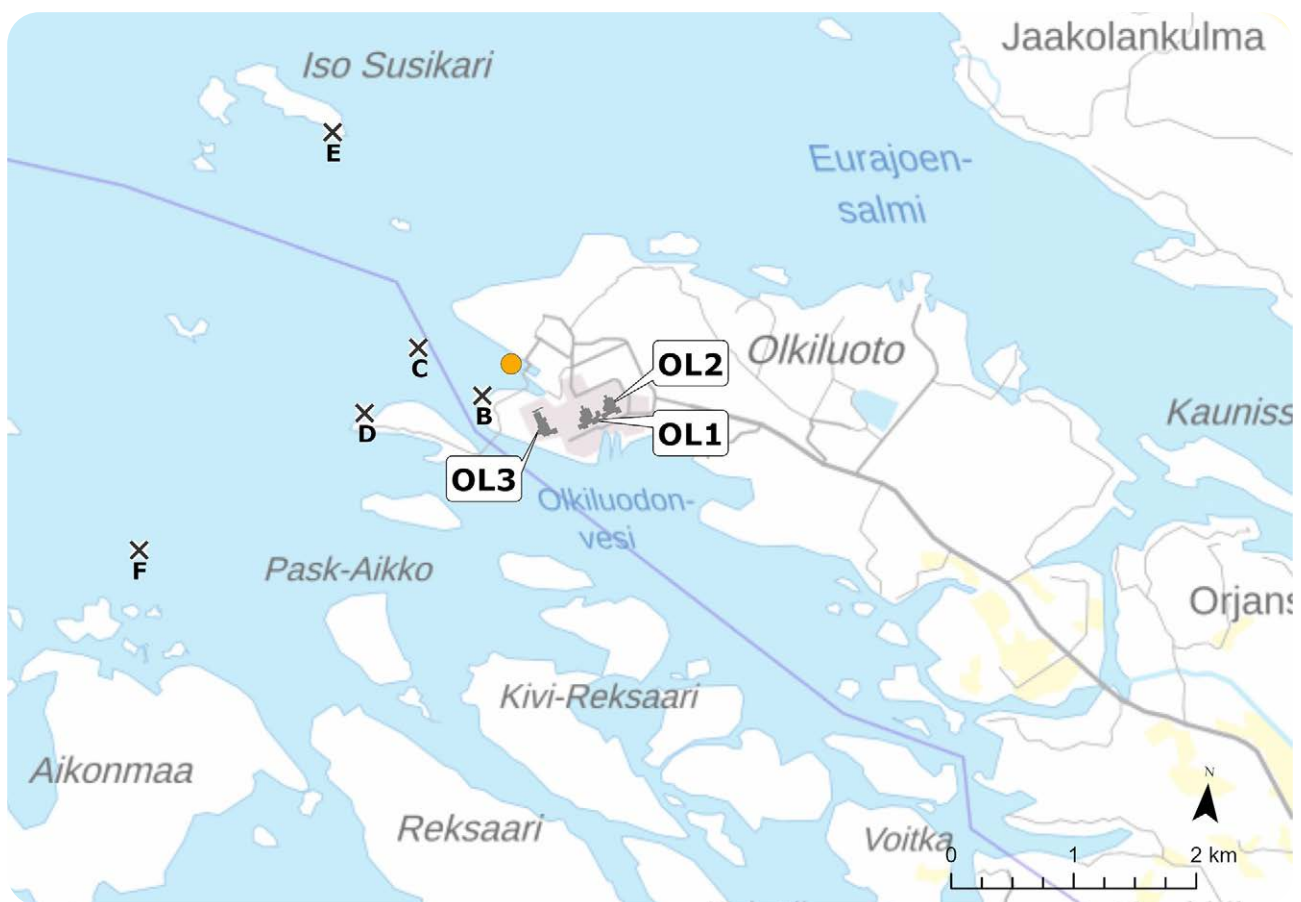 Jaakolankulma
Iso Susikari
E
Eurajoen-
salmi
C
OL2
Olkiluoto
B
D
OL1
Kauniss
OL3
Olkiluodon-
vesi
F
Pask-Aikko
Orjans
Kivi-Reksaari
Aikonmaa
N
Reksaari
Voitka
0 1 2 km